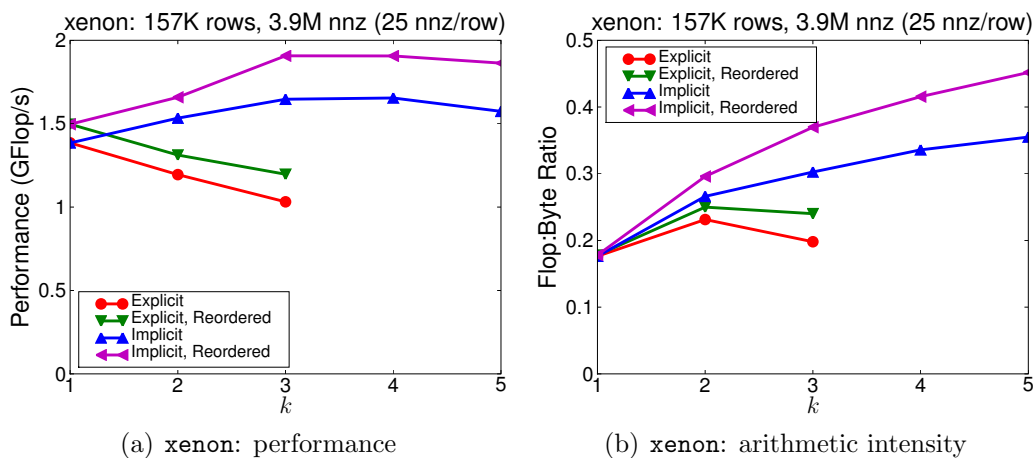 xenon: 157K rows, 3.9M nnz (25 nnz/row)
2
1.5
1
0.5
0
Performance (GFlop/s)
Explicit
Explicit, Reordered
Implicit
Implicit, Reordered
1 2 3 4 5
k
(a) xenon: performance
xenon: 157K rows, 3.9M nnz (25 nnz/row)
0.5
0.4
0.3
0.2
0.1
0
Flop:Byte Ratio
Explicit
Explicit, Reordered
Implicit
Implicit, Reordered
1 2 3 4 5
k
(b) xenon: arithmetic intensity